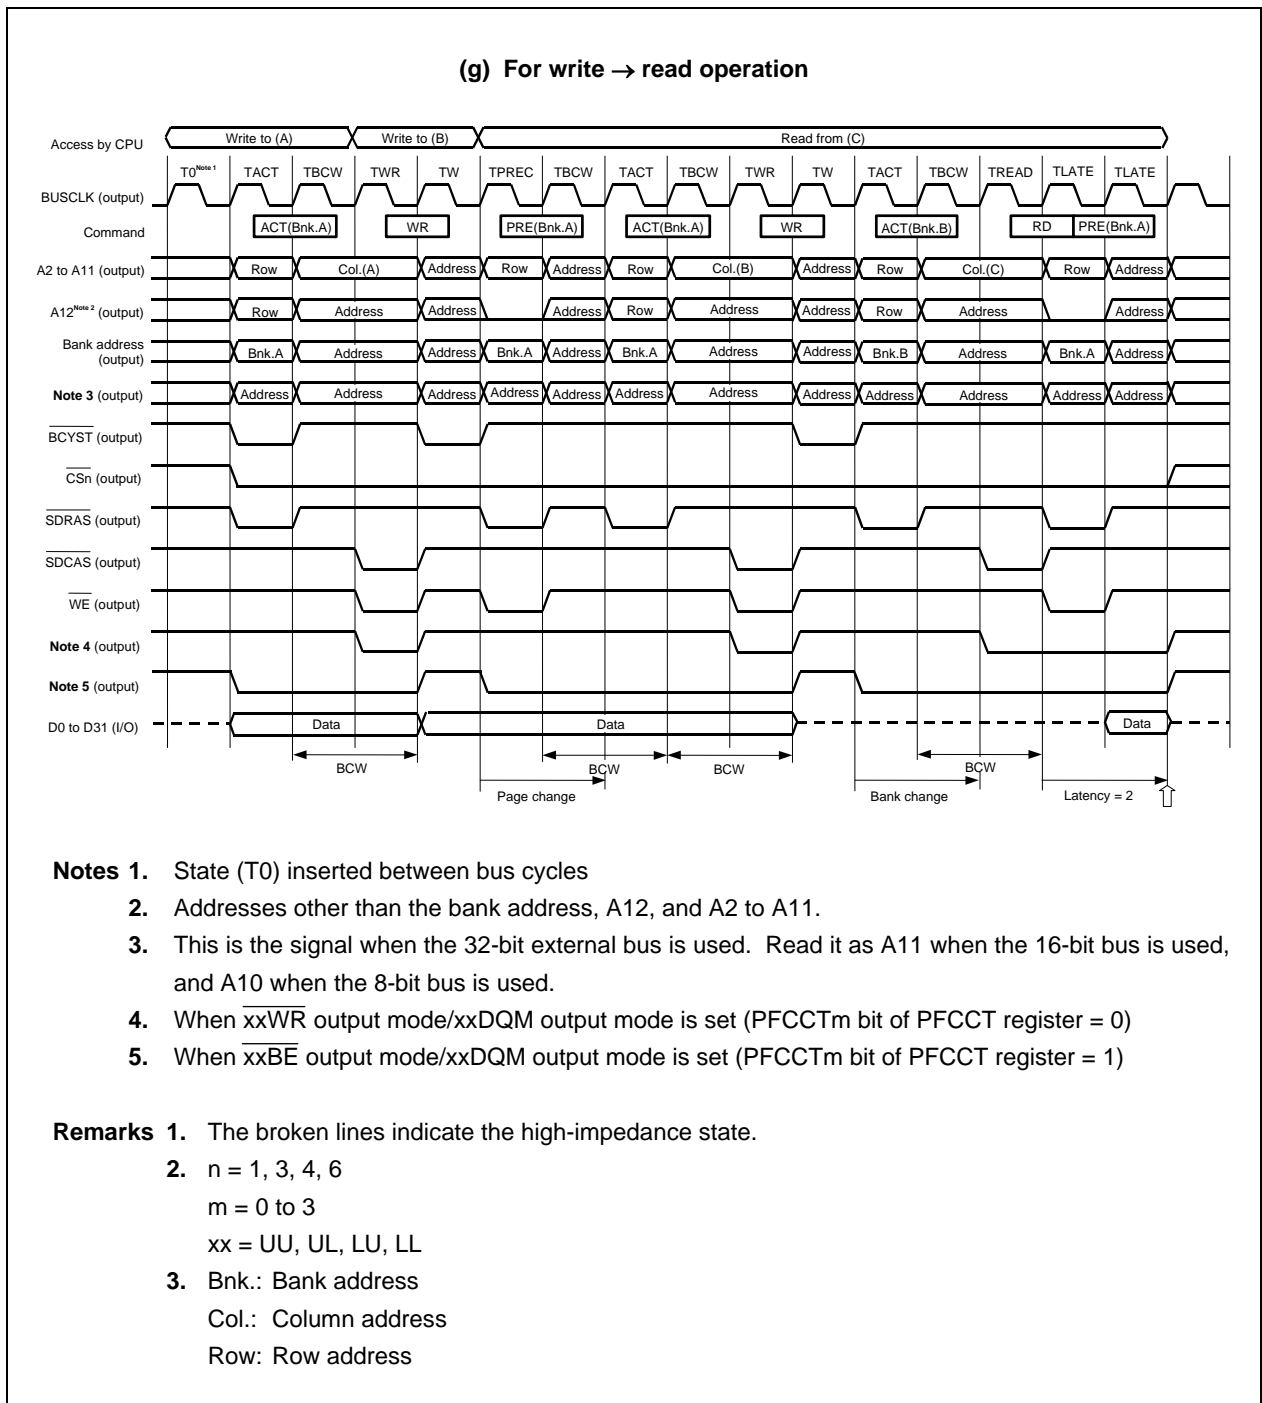 (g) For write → read operation
Access by CPU Write to (A) Write to (B) Read from (C)
T0Note 1 TACT TBCW TWR TW TPREC TBCW TACT TBCW TWR TW TACT TBCW TREAD TLATE TLATE
BUSCLK (output)
Command ACT(Bnk.A) WR PRE(Bnk.A) ACT(Bnk.A) WR ACT(Bnk.B) RD PRE(Bnk.A)
A2 to A11 (output) Row Col.(A) Address Row Address Row Col.(B) Address Row Col.(C) Row Address
A12Note 2 (output) Row Address Address Address Row Address Address Row Address Address
Bank address
(output) Bnk.A Address Address Bnk.A Address Bnk.A Address Address Bnk.B Address Bnk.A Address
Note 3 (output) Address Address Address Address Address Address Address Address Address Address Address Address
BCYST (output)
CSn (output)
SDRAS (output)
SDCAS (output)
WE (output)
Note 4 (output)
Note 5 (output)
D0 to D31 (I/O) Data Data Data
BCW BCW BCW BCW
Page change Bank change Latency = 2
Notes 1. State (T0) inserted between bus cycles
2. Addresses other than the bank address, A12, and A2 to A11.
3. This is the signal when the 32-bit external bus is used. Read it as A11 when the 16-bit bus is used,
and A10 when the 8-bit bus is used.
4. When xxWR output mode/xxDQM output mode is set (PFCCTm bit of PFCCT register = 0)
5. When xxBE output mode/xxDQM output mode is set (PFCCTm bit of PFCCT register = 1)
Remarks 1. The broken lines indicate the high-impedance state.
2. n = 1, 3, 4, 6
m = 0 to 3
xx = UU, UL, LU, LL
3. Bnk.: Bank address
Col.: Column address
Row: Row address